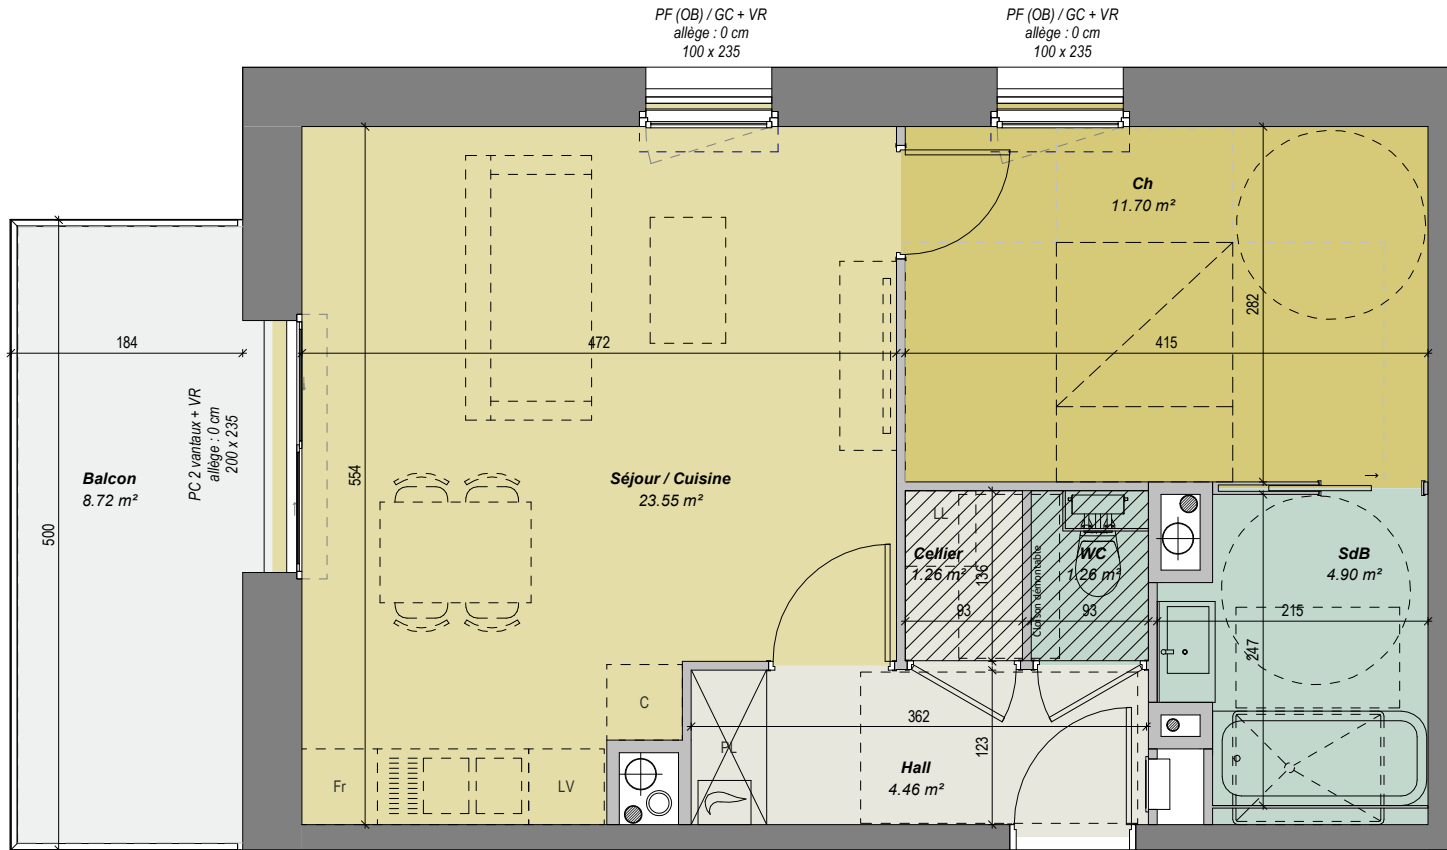 PF (OB) / GC + VR
allège : 0 cm
100 x 235
PF (OB) / GC + VR
allège : 0 cm
100 x 235
Ch
11.70 m²
282
184
472
415
PC 2 vantaux + VR
allège : 0 cm
200 x 235
Balcon
8.72 m²
500
554
Séjour / Cuisine
23.55 m²
LL
Cellier
1.26 m²
136
93
Cloison démontable
WC
1.26 m²
93
SdB
4.90 m²
215
247
C
362
123
PL
Hall
4.46 m²
Fr
LV